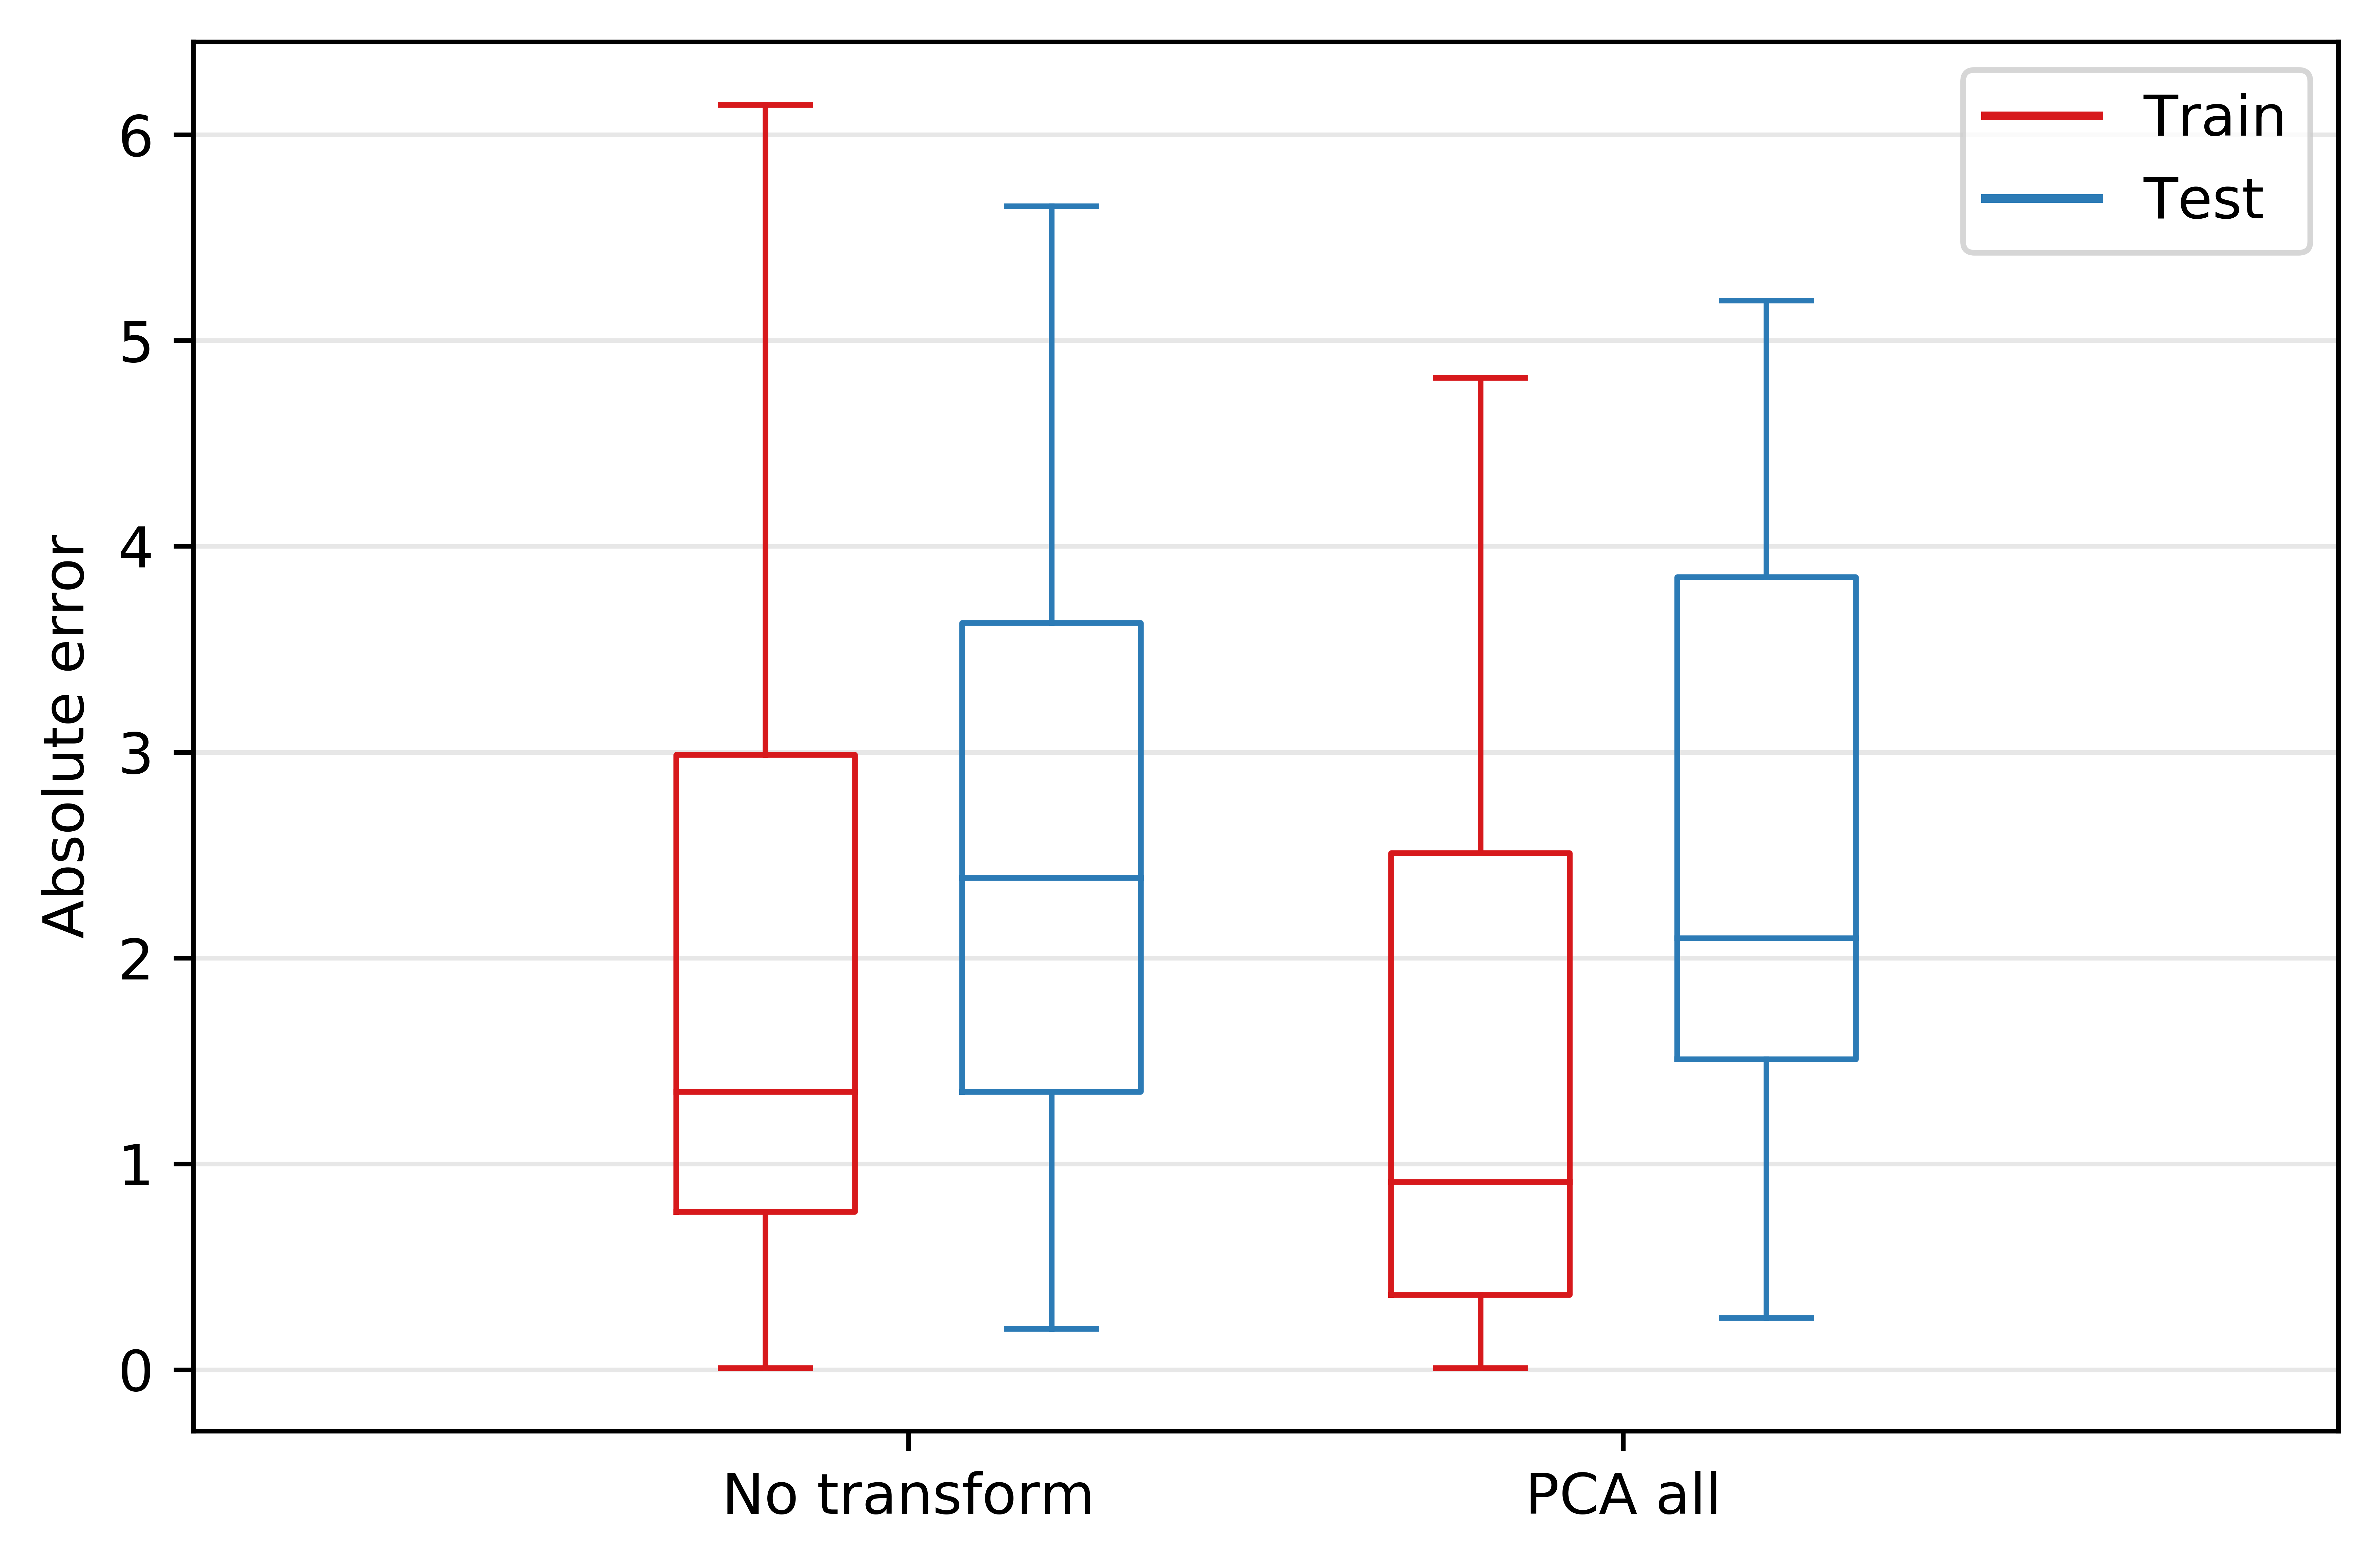 Train
Test
Absolute error
6
5
4
3
2
1
0
No transform
PCA all